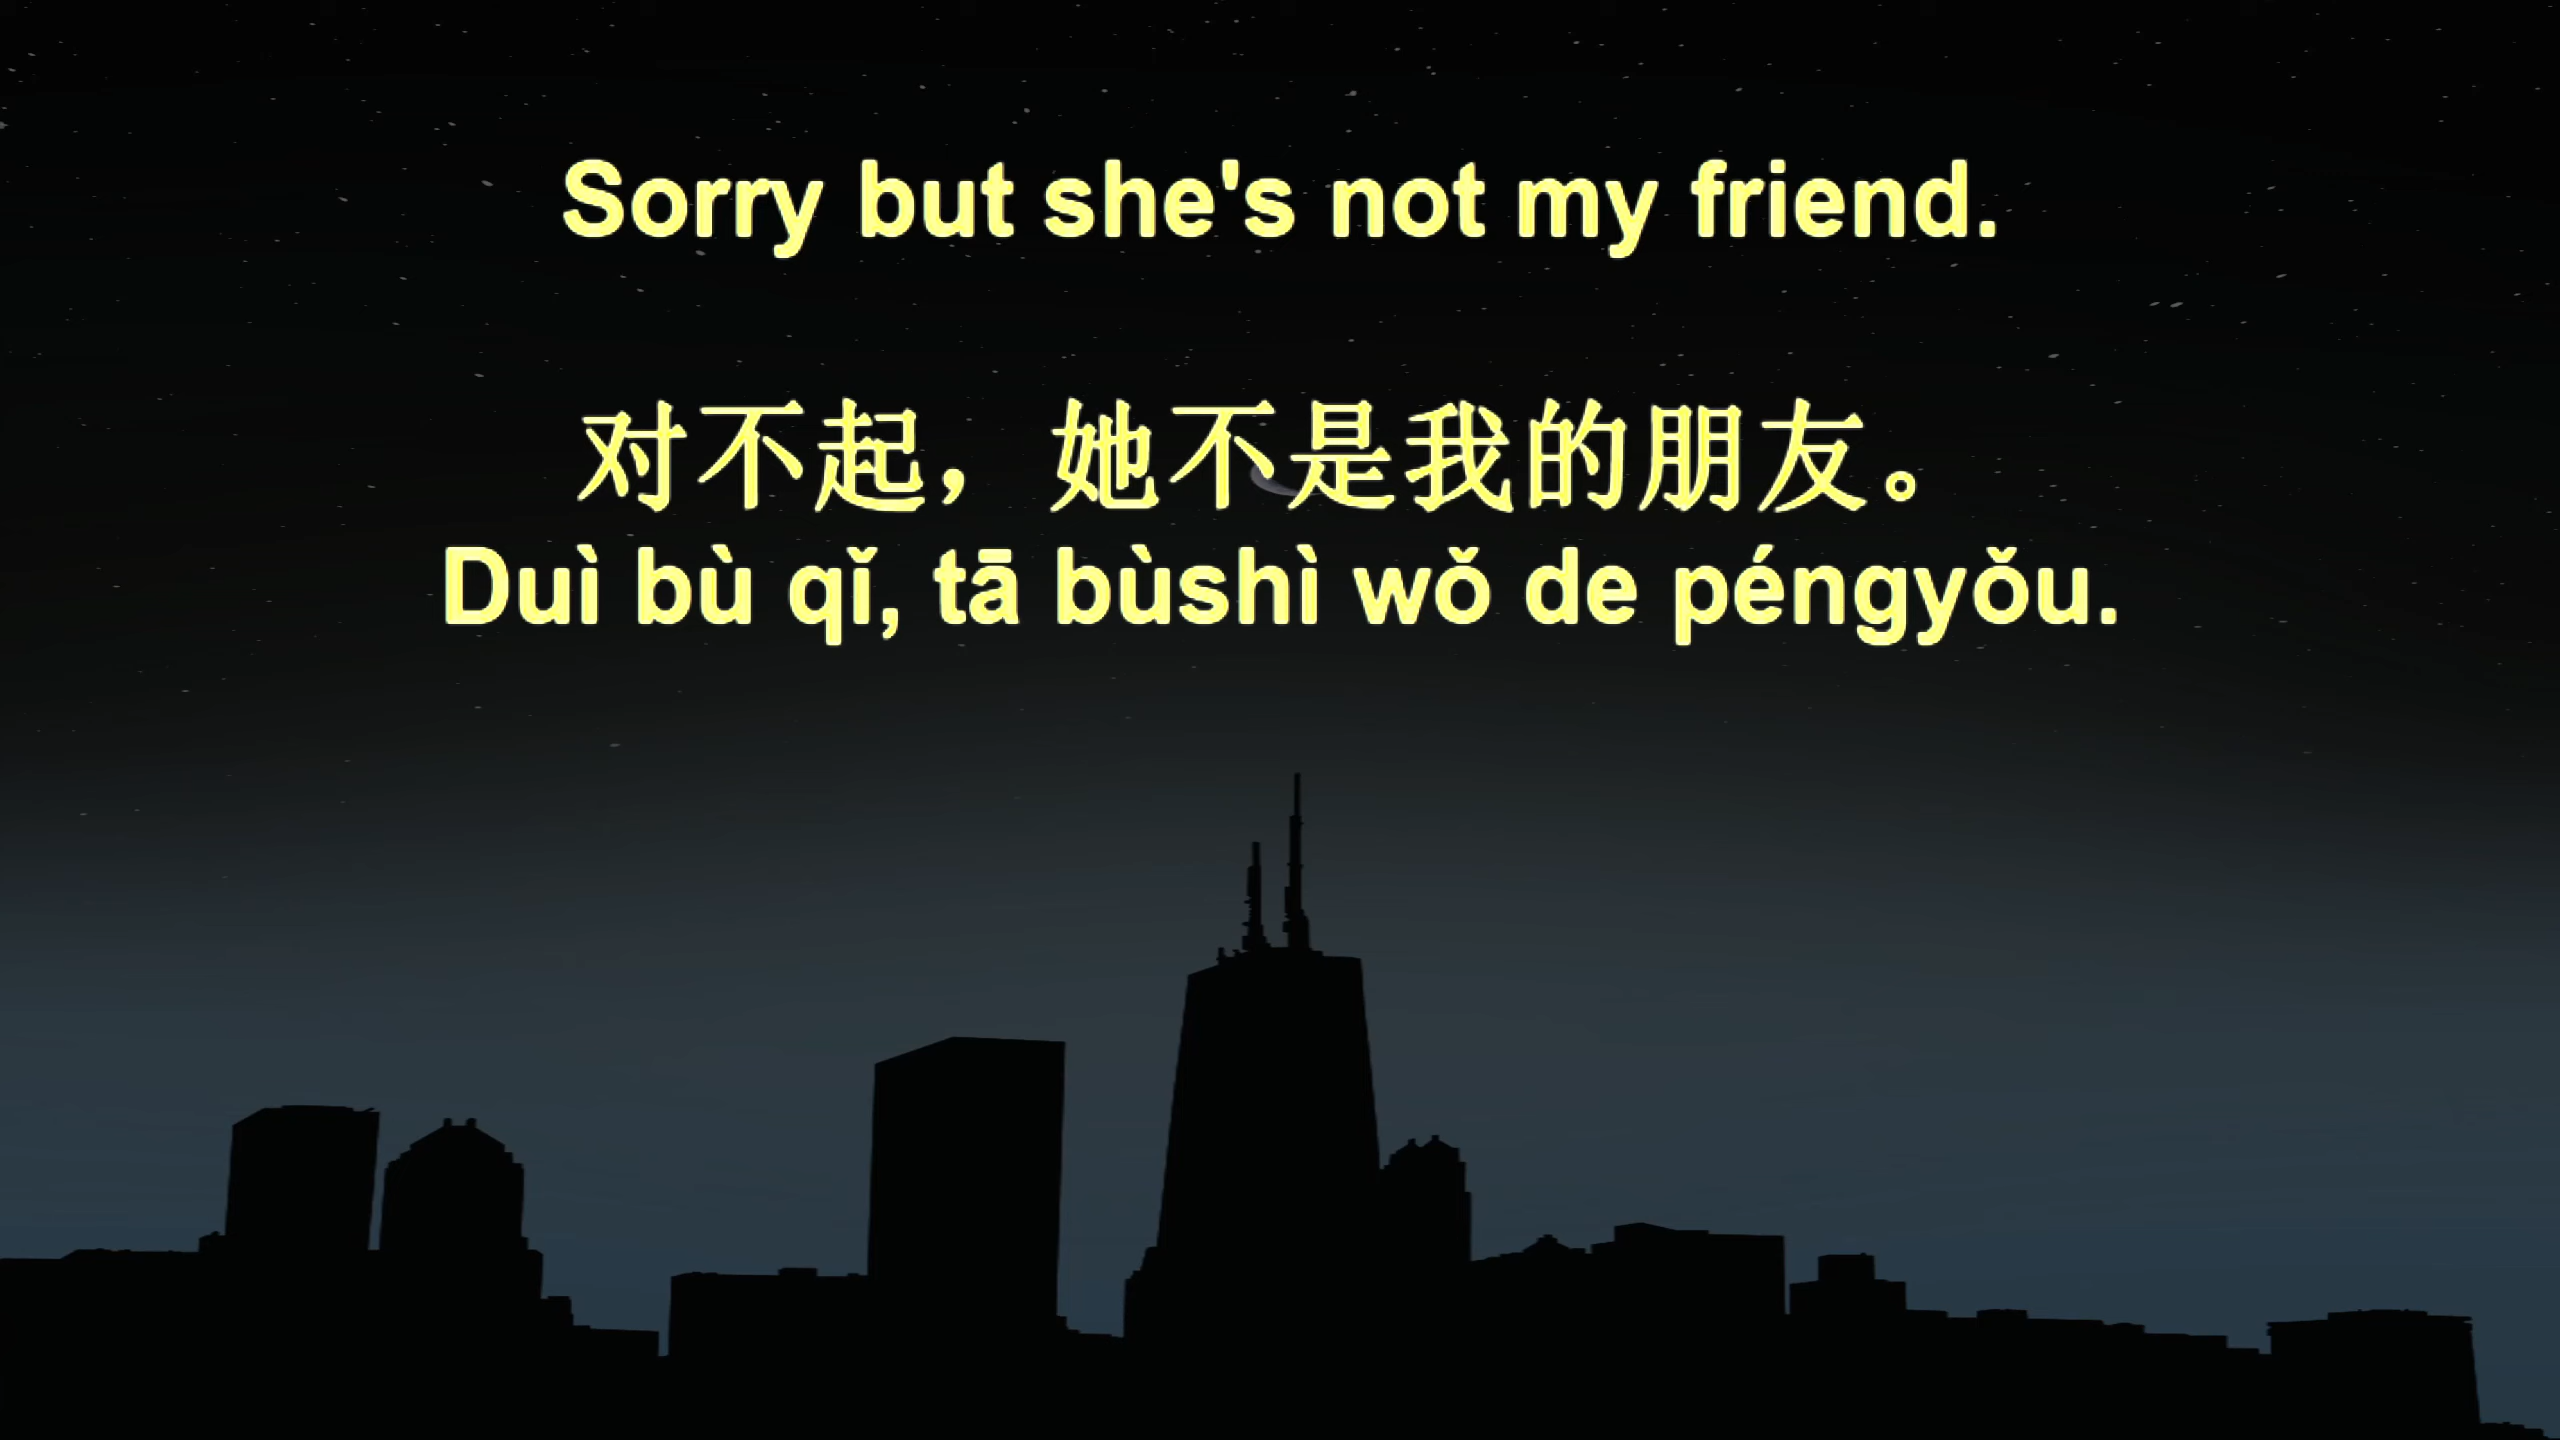 Sorry but she's not my friend.
对不起，她不是我的朋友。
Duì bù qǐ, tā bùshì wǒ de péngyǒu.